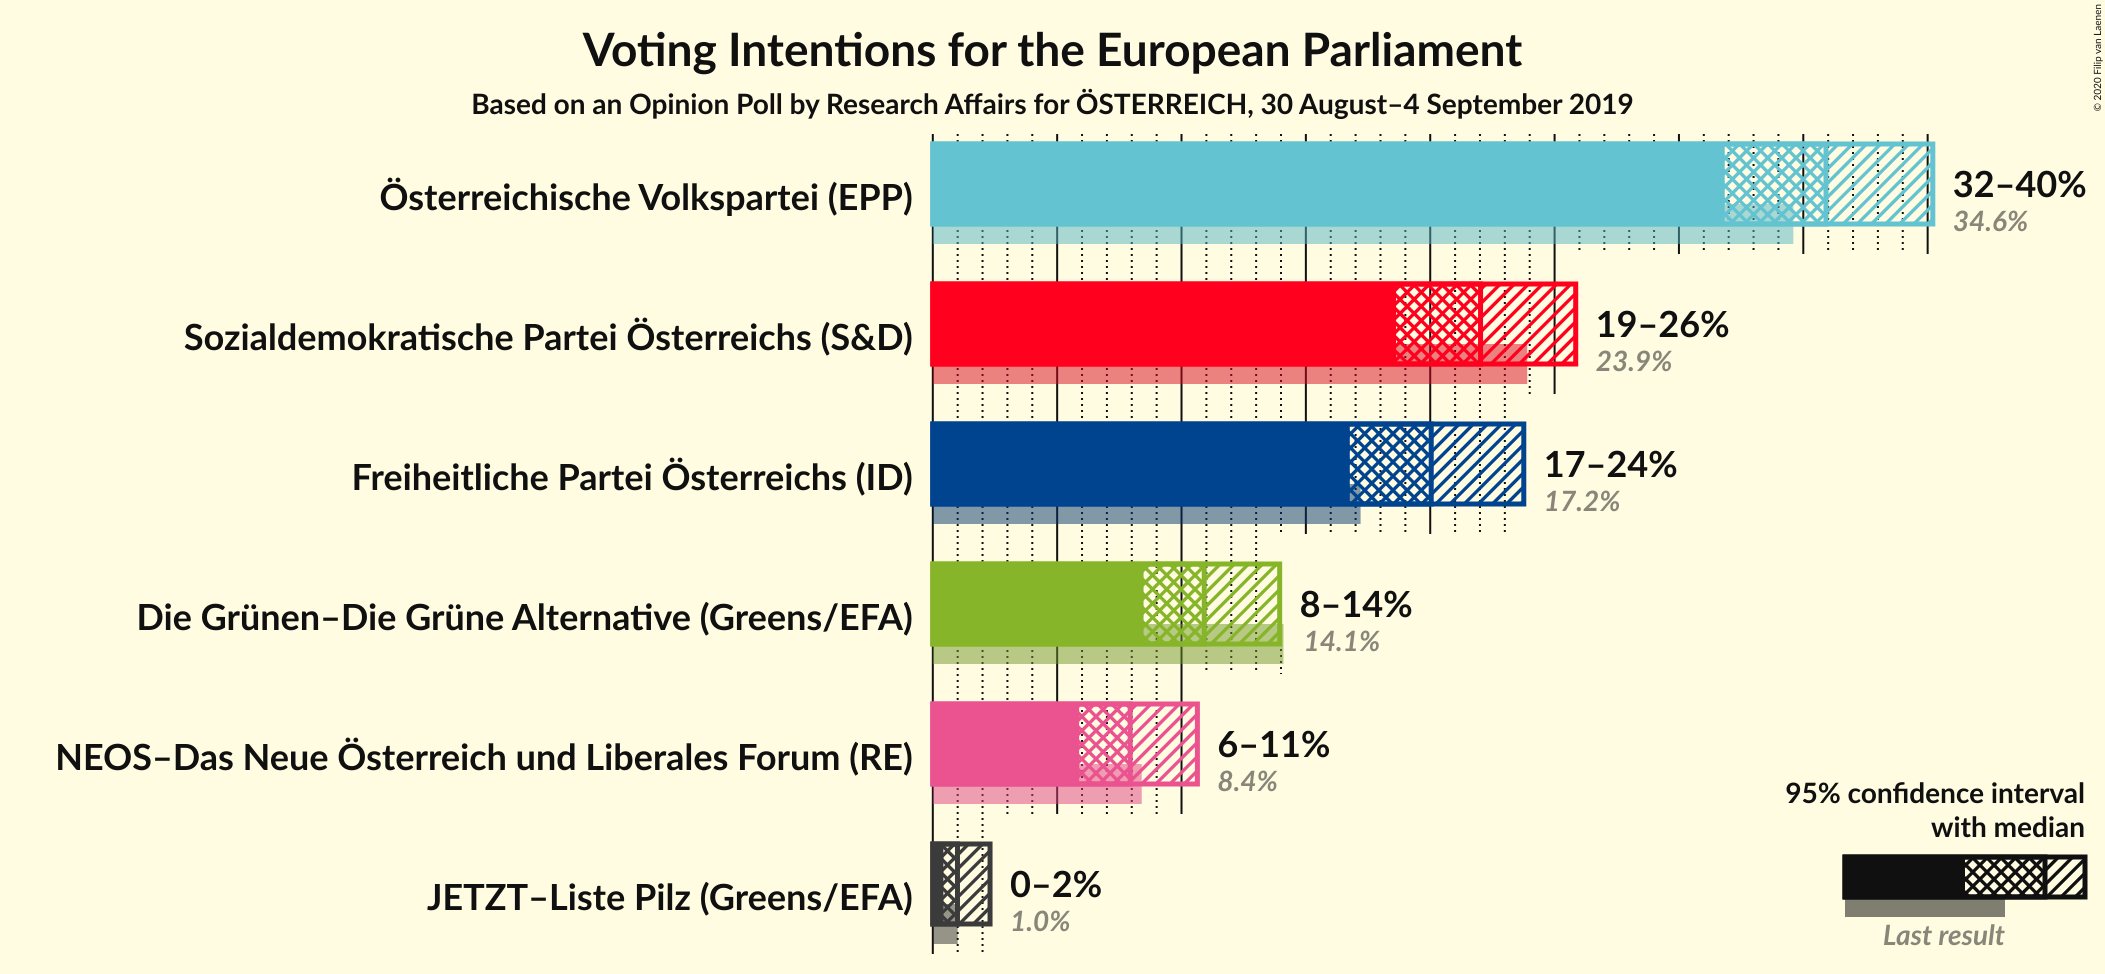 Voting Intentions for the European Parliament
Based on an Opinion Poll by Research Affairs for ÖSTERREICH, 30 August–4 September 2019
© 2020 Filip van Laenen
Österreichische Volkspartei (EPP)
32–40%
34.6%
Sozialdemokratische Partei Österreichs (S&D)
19–26%
23.9%
Freiheitliche Partei Österreichs (ID)
17–24%
17.2%
Die Grünen–Die Grüne Alternative (Greens/EFA)
8–14%
14.1%
NEOS–Das Neue Österreich und Liberales Forum (RE)
6–11%
8.4%
JETZT–Liste Pilz (Greens/EFA)
0–2%
1.0%
95% confidence interval
with median
Last result